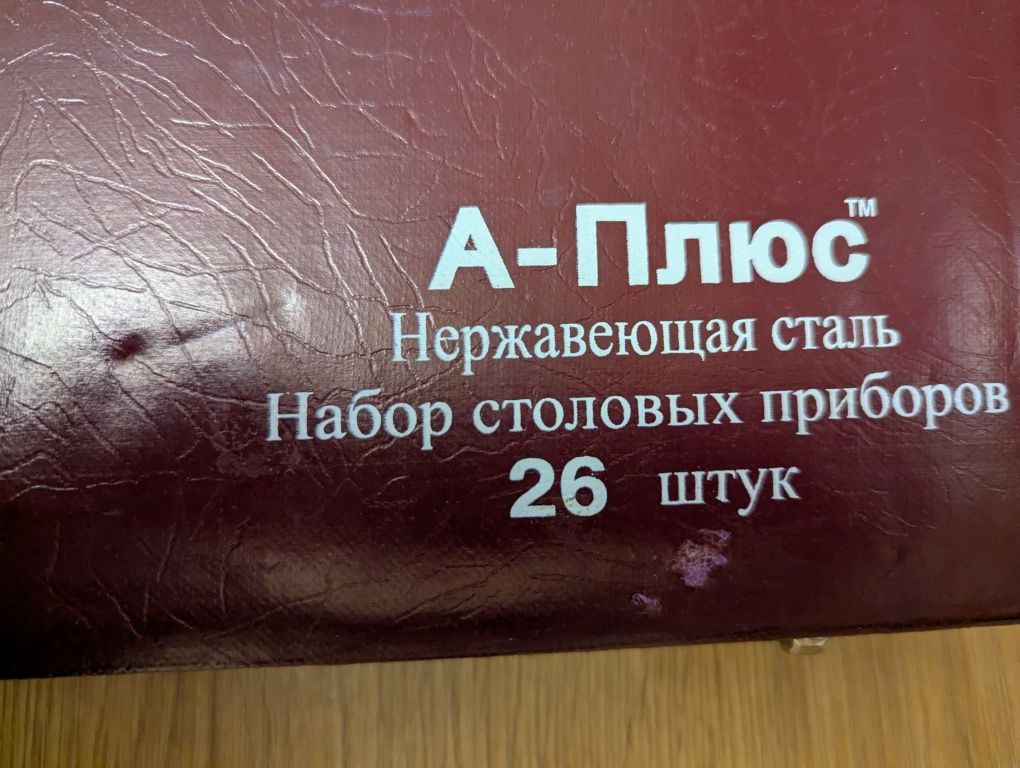 А-Плюс™
Нержавеющая сталь
Набор столовых приборов
26 штук